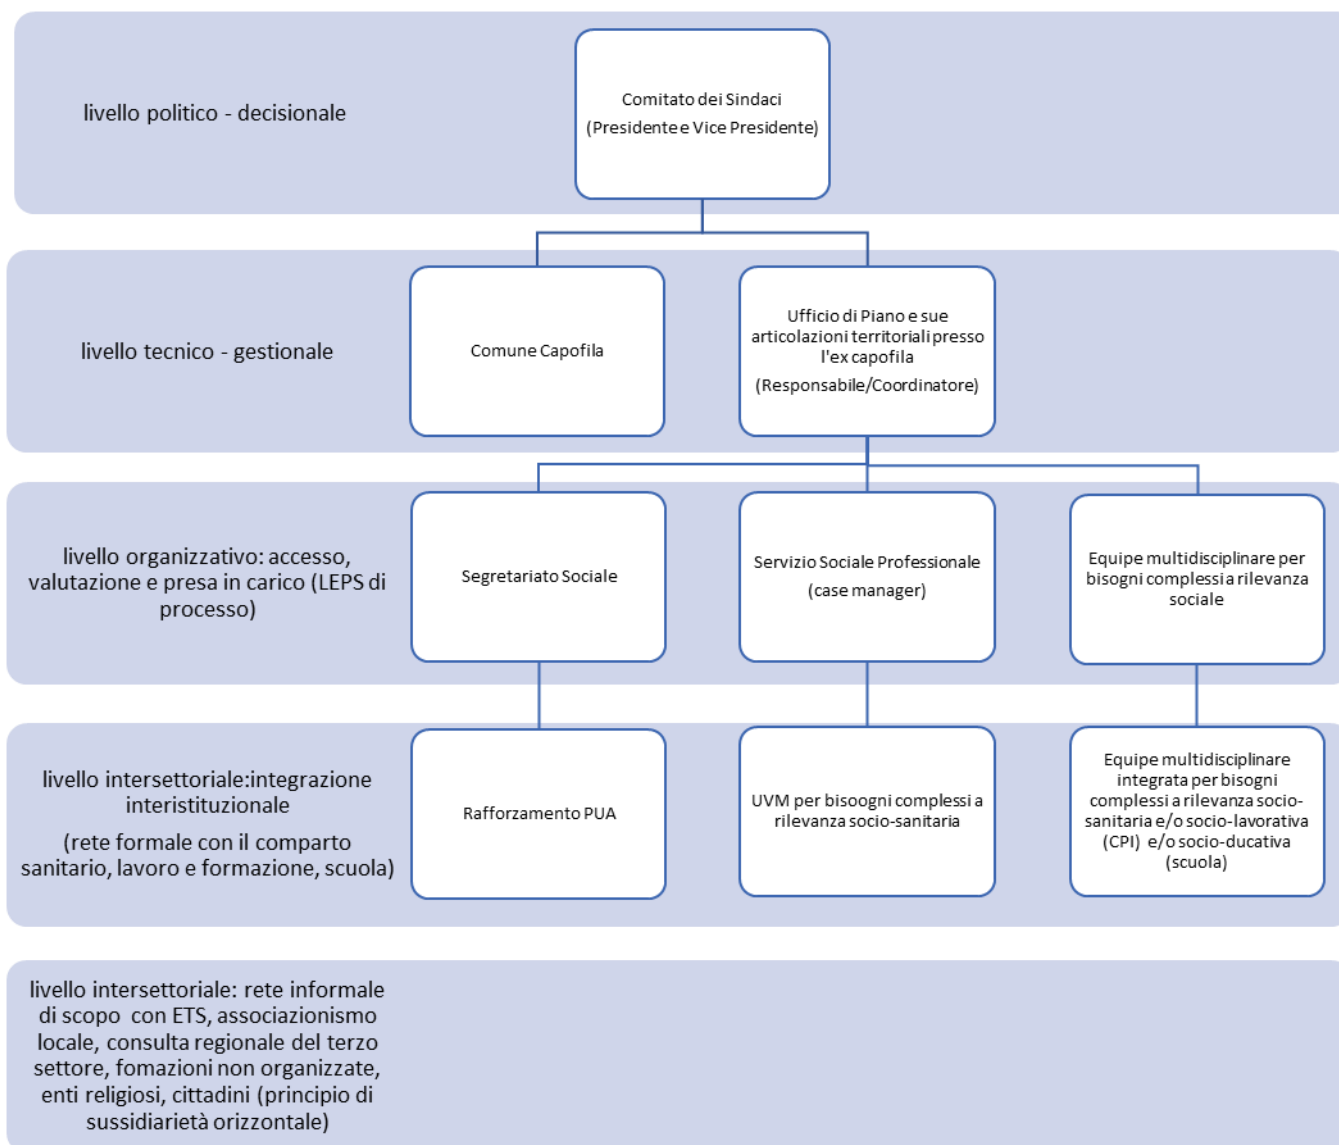 livello politico - decisionale
Comitato dei Sindaci
(Presidente e Vice Presidente)
livello tecnico - gestionale
Comune Capofila
Ufficio di Piano e sue
articolazioni territoriali presso
l'ex capofila
(Responsabile/Coordinatore)
livello organizzativo: accesso,
valutazione e presa in carico (LEPS di
processo)
Segretariato Sociale
Servizio Sociale Professionale
(case manager)
Equipe multidisciplinare per
bisogni complessi a rilevanza
sociale
livello intersettoriale:integrazione
interistituzionale
(rete formale con il comparto
sanitario, lavoro e formazione, scuola)
Rafforzamento PUA
UVM per bisoogni complessi a
rilevanza socio-sanitaria
Equipe multidisciplinare
integrata per bisogni
complessi a rilevanza socio-
sanitaria e/o socio-lavorativa
(CPI) e/o socio-ducativa
(scuola)
livello intersettoriale: rete informale
di scopo con ETS, associazionismo
locale, consulta regionale del terzo
settore, fomazioni non organizzate,
enti religiosi, cittadini (principio di
sussidiarietà orizzontale)